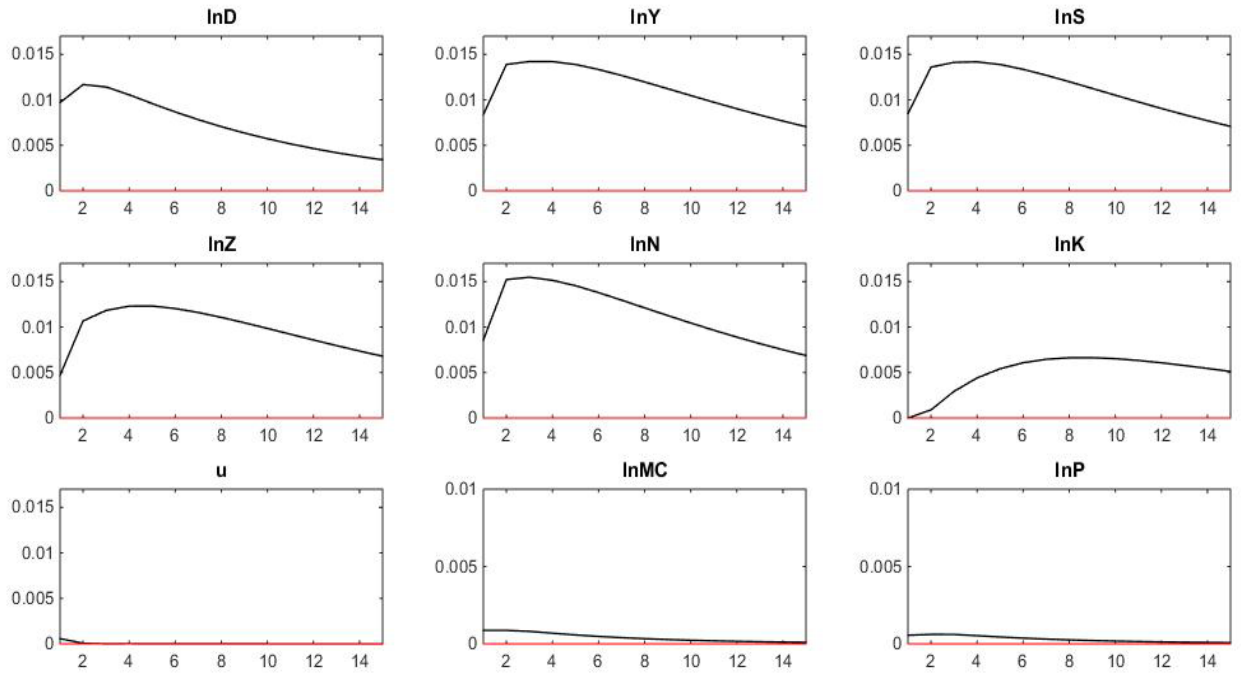 lnD lnY lnS
0.015 0.015 0.015
0.01 0.01 0.01
0.005 0.005 0.005
0 0 0
2 4 6 8 10 12 14 2 4 6 8 10 12 14 2 4 6 8 10 12 14
lnZ lnN lnK
0.015 0.015 0.015
0.01 0.01 0.01
0.005 0.005 0.005
0 0 0
2 4 6 8 10 12 14 2 4 6 8 10 12 14 2 4 6 8 10 12 14
u lnMC lnP
0.015 0.01 0.01
0.01 0.005 0.005
0.005
0 0 0
2 4 6 8 10 12 14 2 4 6 8 10 12 14 2 4 6 8 10 12 14